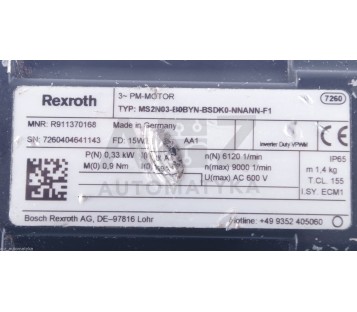 Rexroth
3~ PM-MOTOR
TYP: MS2N03-B0BYN-BSDK0-NNANN-F1
7260
MNR: R911370168
Made in Germany
SN: 7260404641143
FD: 15W
AA1
Inverter Duty VPWM
P(N) 0,33 kW
n(N) 6120 1/min
IP65
M(0) 0,9 Nm
n(max) 9000 1/min
m 1,4 kg
U(max) AC 600 V
T.CL. 155
I.SY. ECM1
AUTOMATYKA
Bosch Rexroth AG, DE–97816 Lohr
Hotline: +49 9352 405060